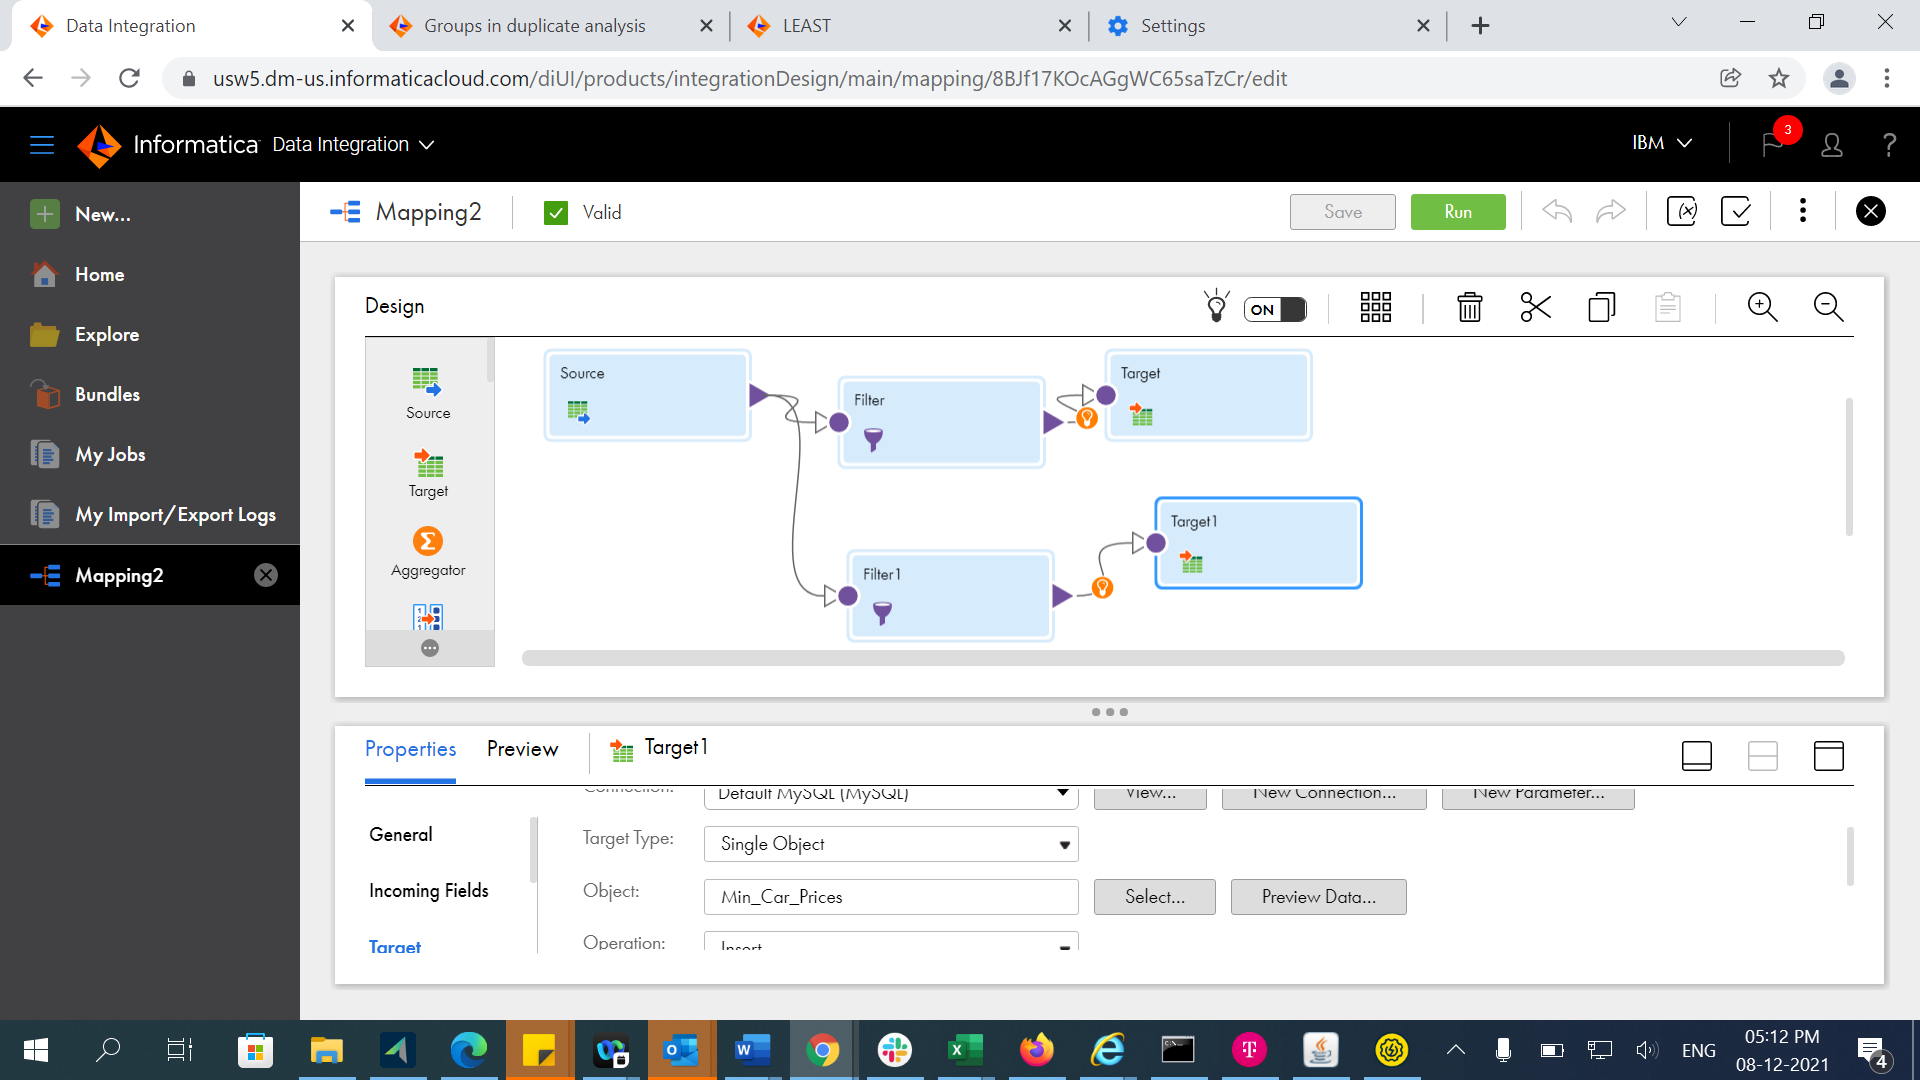 Data Integration
Groups in duplicate analysis
LEAST
Settings
usw5.dm-us.informaticacloud.com/diUI/products/integrationDesign/main/mapping/8BJf17KOcAGgWC65saTzCr/edit
Informatica Data Integration
IBM
3
?
New...
Home
Explore
Bundles
My Jobs
My Import/Export Logs
Mapping2
Mapping2
Valid
Save
Run
Design
ON
Source
Target
Aggregator
Source
Filter
Target
Filter1
Target1
Properties
Preview
Target1
General
Incoming Fields
Target
Connection:
Default MySQL (MySQL)
View...
New Connection...
New Parameter...
Target Type:
Single Object
Object:
Min_Car_Prices
Select...
Preview Data...
Operation:
Insert
ENG
05:12 PM
08-12-2021
4